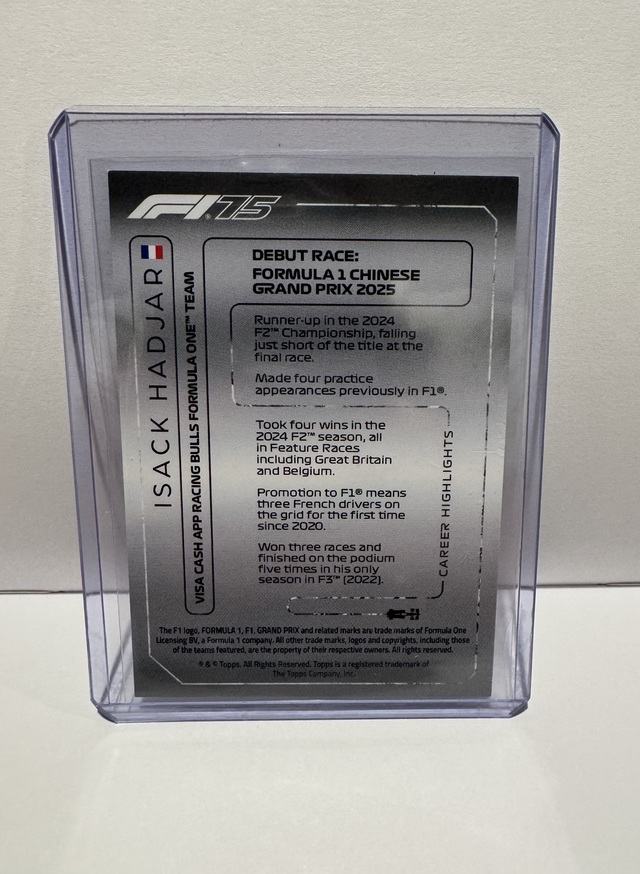 F1® 75
ISACK HADJAR
VISA CASH APP RACING BULLS FORMULA ONE™ TEAM
DEBUT RACE:
FORMULA 1 CHINESE
GRAND PRIX 2025
Runner-up in the 2024
F2™ Championship, falling
just short of the title at the
final race.
Made four practice
appearances previously in F1®.
Took four wins in the
2024 F2™ season, all
in Feature Races
including Great Britain
and Belgium.
Promotion to F1® means
three French drivers on
the grid for the first time
since 2020.
Won three races and
finished on the podium
five times in his only
season in F3™ (2022).
CAREER HIGHLIGHTS
The F1 logo, FORMULA 1, F1, GRAND PRIX and related marks are trade marks of Formula One
Licensing BV, a Formula 1 company. All other trade marks, logos and copyrights, including those
of the teams featured, are the property of their respective owners. All rights reserved.
® & © Topps. All Rights Reserved. Topps is a registered trademark of
The Topps Company, Inc.